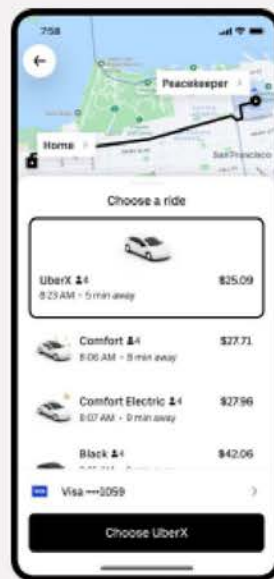 7:58
Peacekeeper
Home
San Francisco
Choose a ride
UberX 4 $25.09
8:23 AM - 5 min away
Comfort 4 $27.71
8:06 AM - 8 min away
Comfort Electric 4 $27.96
8:07 AM - 9 min away
Black 4 $42.06
Visa ••••1059
Choose UberX